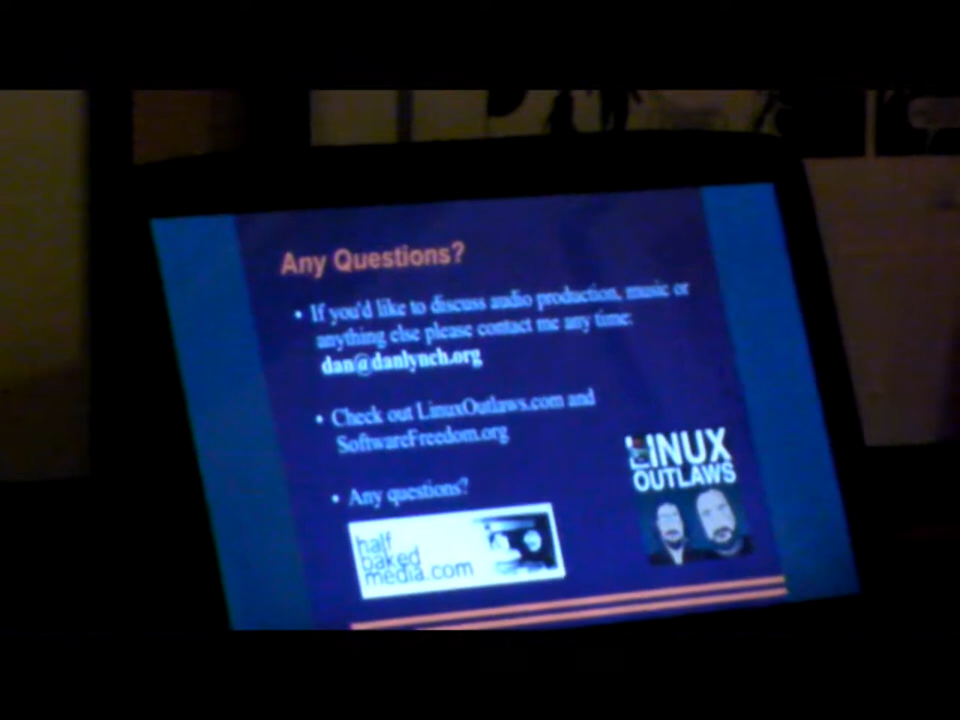 Any Questions?
• If you'd like to discuss audio production, music or
anything else please contact me any time:
dan@danlynch.org
• Check out LinuxOutlaws.com and
SoftwareFreedom.org
• Any questions?
half
baked
media.com
LINUX
OUTLAWS